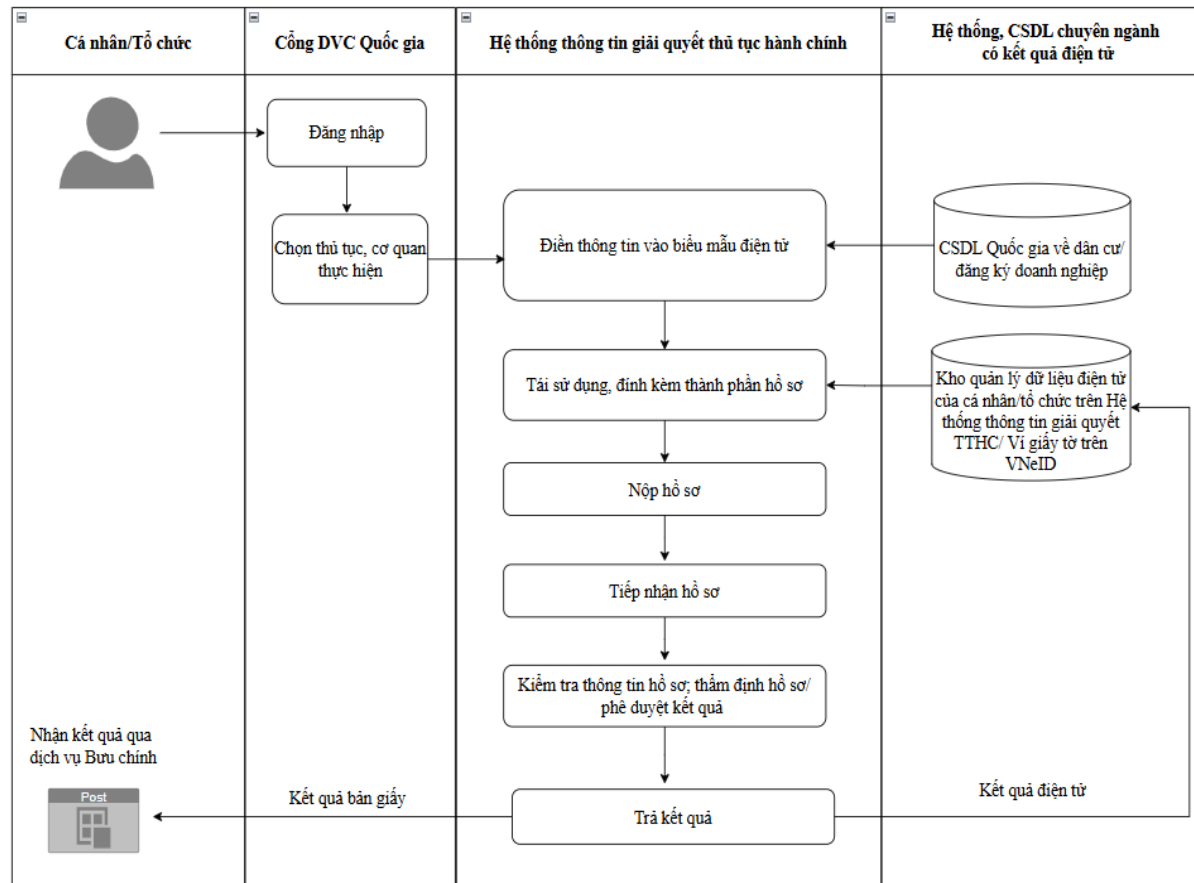 Cá nhân/Tổ chức
Cổng DVC Quốc gia
Hệ thống thông tin giải quyết thủ tục hành chính
Hệ thống, CSDL chuyên ngành
có kết quả điện tử
Đăng nhập
Chọn thủ tục, cơ quan
thực hiện
Điền thông tin vào biểu mẫu điện tử
CSDL Quốc gia về dân cư/
đăng ký doanh nghiệp
Tái sử dụng, đính kèm thành phần hồ sơ
Kho quản lý dữ liệu điện tử
của cá nhân/tổ chức trên Hệ
thống thông tin giải quyết
TTHC/ Ví giấy tờ trên
VNeID
Nộp hồ sơ
Tiếp nhận hồ sơ
Kiểm tra thông tin hồ sơ; thẩm định hồ sơ/
phê duyệt kết quả
Nhận kết quả qua
dịch vụ Bưu chính
Post
Kết quả bản giấy
Trả kết quả
Kết quả điện tử